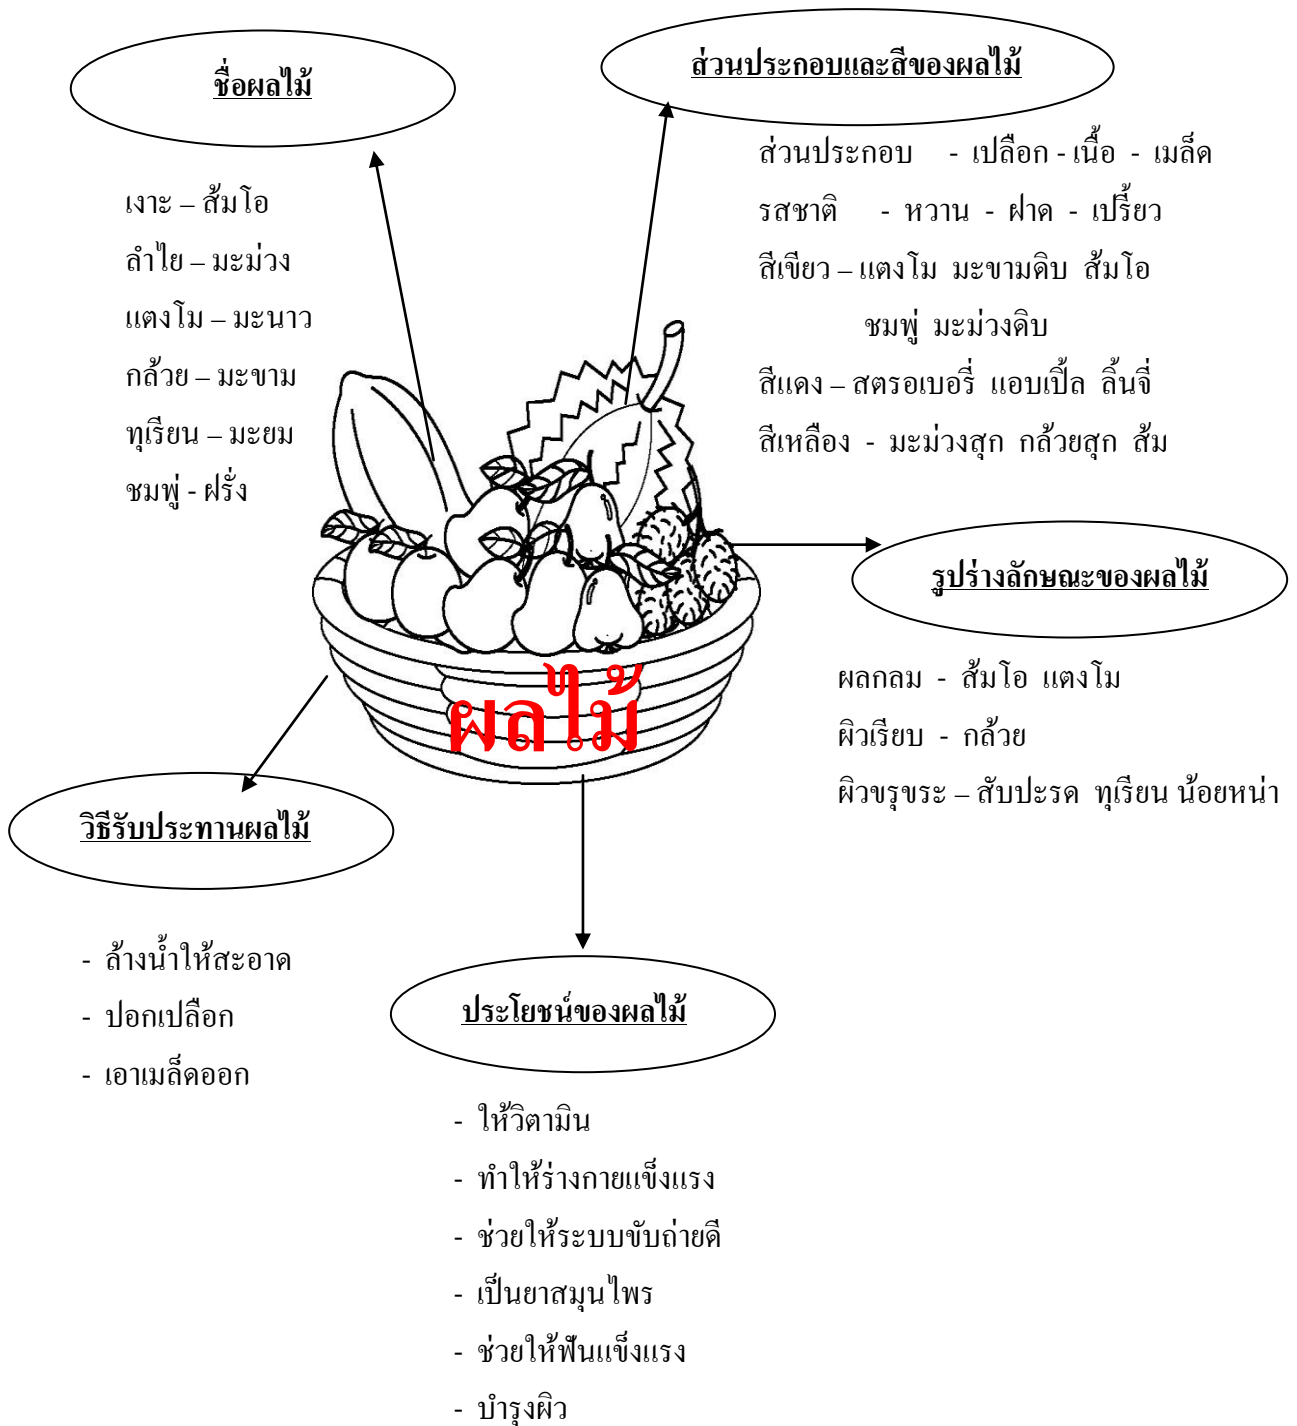 ชื่อผลไม้
เงาะ – ส้มโอ
ลำไย – มะม่วง
แตงโม – มะนาว
กล้วย – มะขาม
ทุเรียน – มะยม
ชมพู่ - ฝรั่ง
ส่วนประกอบและสีของผลไม้
ส่วนประกอบ - เปลือก - เนื้อ - เมล็ด
รสชาติ - หวาน - ฝาด - เปรี้ยว
สีเขียว – แตงโม มะขามดิบ ส้มโอ
ชมพู่ มะม่วงดิบ
สีแดง – สตรอเบอรี่ แอบเปิ้ล ลิ้นจี่
สีเหลือง - มะม่วงสุก กล้วยสุก ส้ม
รูปร่างลักษณะของผลไม้
ผลกลม - ส้มโอ แตงโม
ผิวเรียบ - กล้วย
ผิวขรุขระ – สับปะรด ทุเรียน น้อยหน่า
ผลไม้
วิธีรับประทานผลไม้
- ล้างน้ำให้สะอาด
- ปอกเปลือก
- เอาเมล็ดออก
ประโยชน์ของผลไม้
- ให้วิตามิน
- ทำให้ร่างกายแข็งแรง
- ช่วยให้ระบบขับถ่ายดี
- เป็นยาสมุนไพร
- ช่วยให้ฟันแข็งแรง
- บำรุงผิว